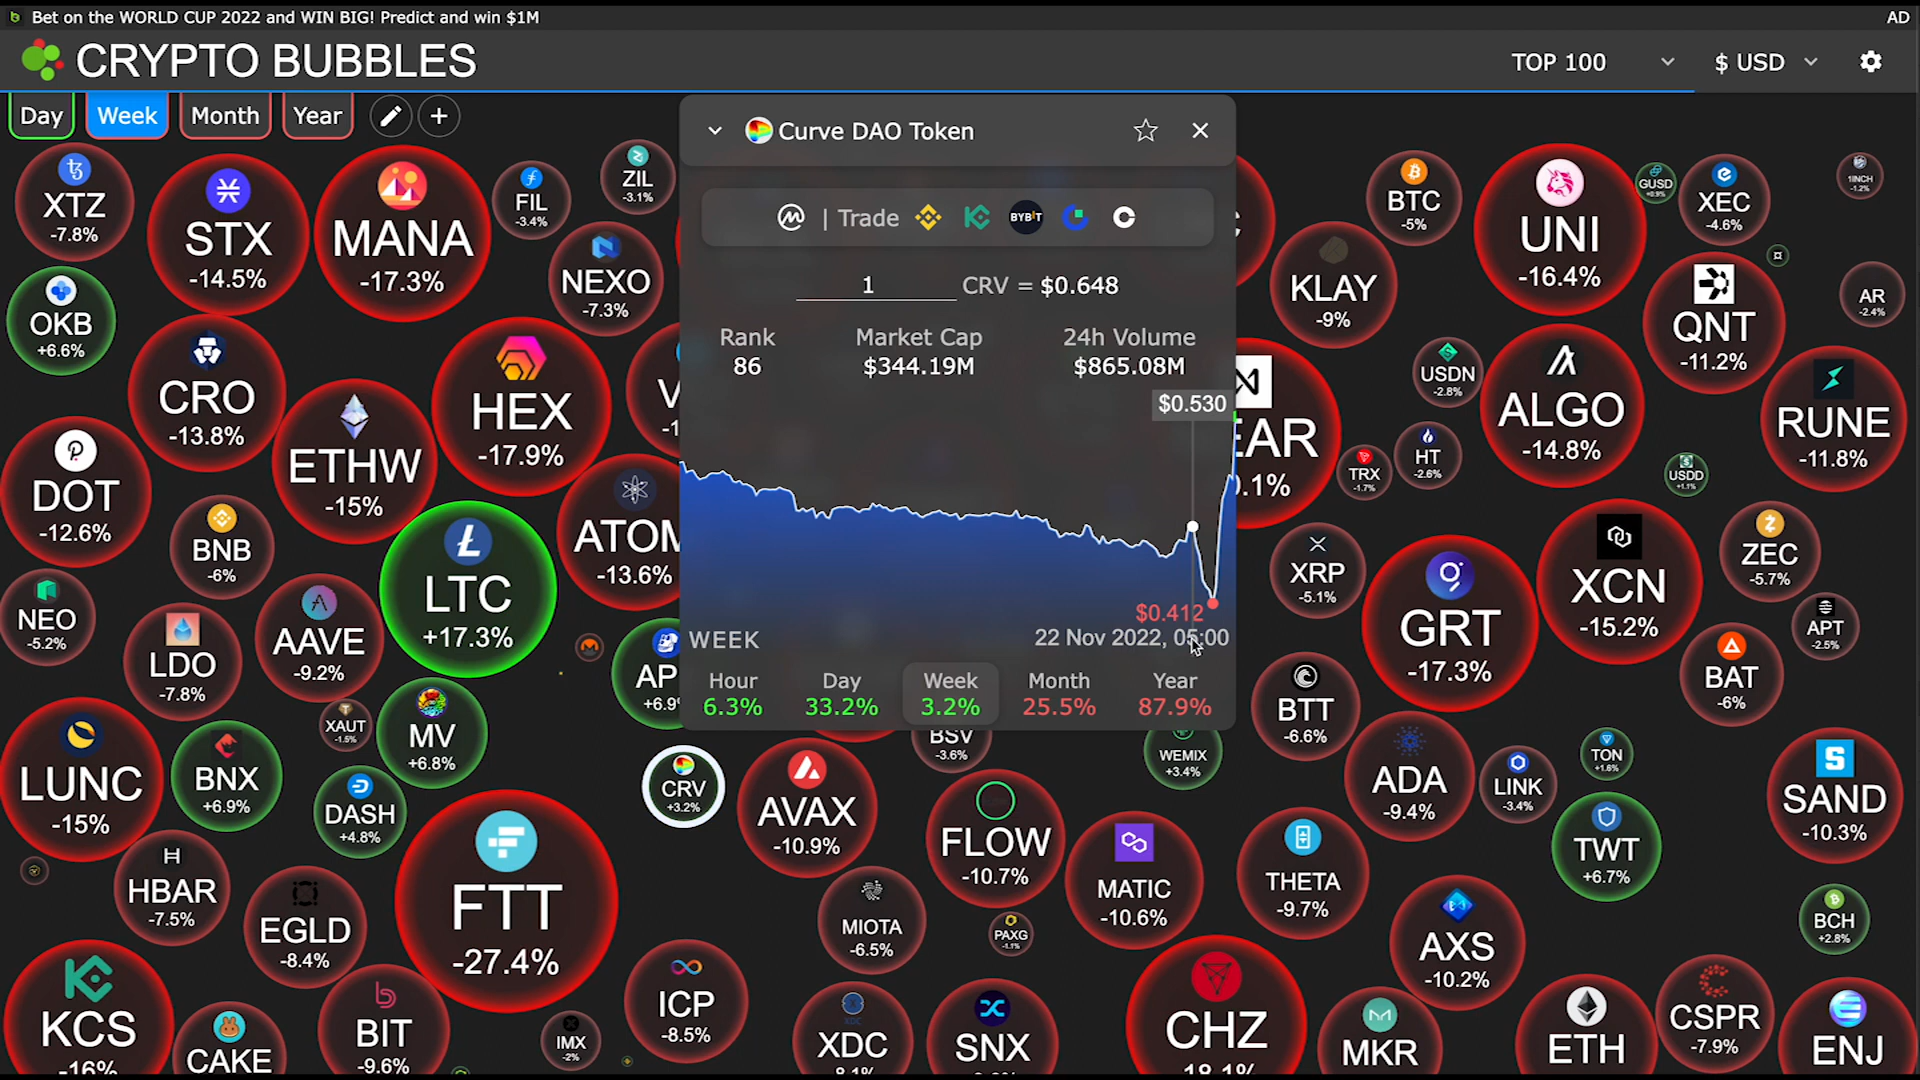 Bet on the WORLD CUP 2022 and WIN BIG! Predict and win $1M
AD
CRYPTO BUBBLES
TOP 100
$ USD
Day
Week
Month
Year
Curve DAO Token
| Trade
BYBIT
1
CRV = $0.648
Rank
Market Cap
24h Volume
86
$344.19M
$865.08M
$0.530
$0.412
WEEK
22 Nov 2022, 05:00
Hour
Day
Week
Month
Year
6.3%
33.2%
3.2%
25.5%
87.9%
XTZ
-7.8%
STX
-14.5%
MANA
-17.3%
FIL
-3.4%
ZIL
-3.1%
NEXO
-7.3%
OKB
+6.6%
CRO
-13.8%
HEX
-17.9%
ETHW
-15%
DOT
-12.6%
BNB
-6%
LTC
+17.3%
ATOM
-13.6%
NEO
-5.2%
LDO
-7.8%
AAVE
-9.2%
AP
+6.9
XAUT
-1.5%
MV
+6.8%
LUNC
-15%
BNX
+6.9%
DASH
+4.8%
CRV
+3.2%
AVAX
-10.9%
BSV
-3.6%
WEMIX
+3.4%
HBAR
-7.5%
EGLD
-8.4%
FTT
-27.4%
MIOTA
-6.5%
FLOW
-10.7%
PAXG
-1.1%
MATIC
-10.6%
KCS
-16%
CAKE
BIT
-9.6%
IMX
-2%
ICP
-8.5%
XDC
SNX
CHZ
-18.1%
BTC
-5%
KLAY
-9%
UNI
-16.4%
GUSD
+0.9%
XEC
-4.6%
1INCH
-1.2%
QNT
-11.2%
AR
-2.4%
USDN
-2.8%
EAR
.1%
ALGO
-14.8%
RUNE
-11.8%
TRX
-1.7%
HT
-2.6%
USDD
+1.1%
XRP
-5.1%
GRT
-17.3%
XCN
-15.2%
ZEC
-5.7%
APT
-2.5%
BAT
-6%
BTT
-6.6%
ADA
-9.4%
LINK
-3.4%
TON
+1.6%
SAND
-10.3%
TWT
+6.7%
THETA
-9.7%
AXS
-10.2%
BCH
+2.8%
MKR
ETH
CSPR
-7.9%
ENJ